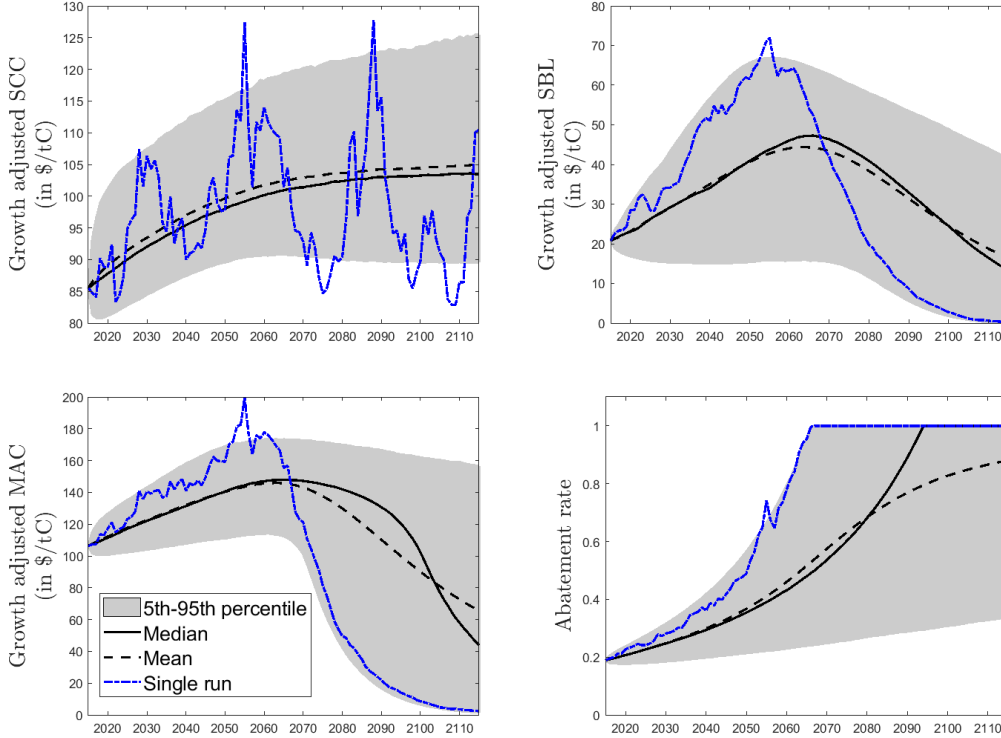 Growth adjusted SCC
(in $/tC)
130
125
120
115
110
105
100
95
90
85
80
2020 2030 2040 2050 2060 2070 2080 2090 2100 2110
Growth adjusted SBL
(in $/tC)
80
70
60
50
40
30
20
10
0
2020 2030 2040 2050 2060 2070 2080 2090 2100 2110
Growth adjusted MAC
(in $/tC)
200
180
160
140
120
100
80
60
40
20
0
5th-95th percentile
Median
Mean
Single run
2020 2030 2040 2050 2060 2070 2080 2090 2100 2110
Abatement rate
1
0.8
0.6
0.4
0.2
0
2020 2030 2040 2050 2060 2070 2080 2090 2100 2110